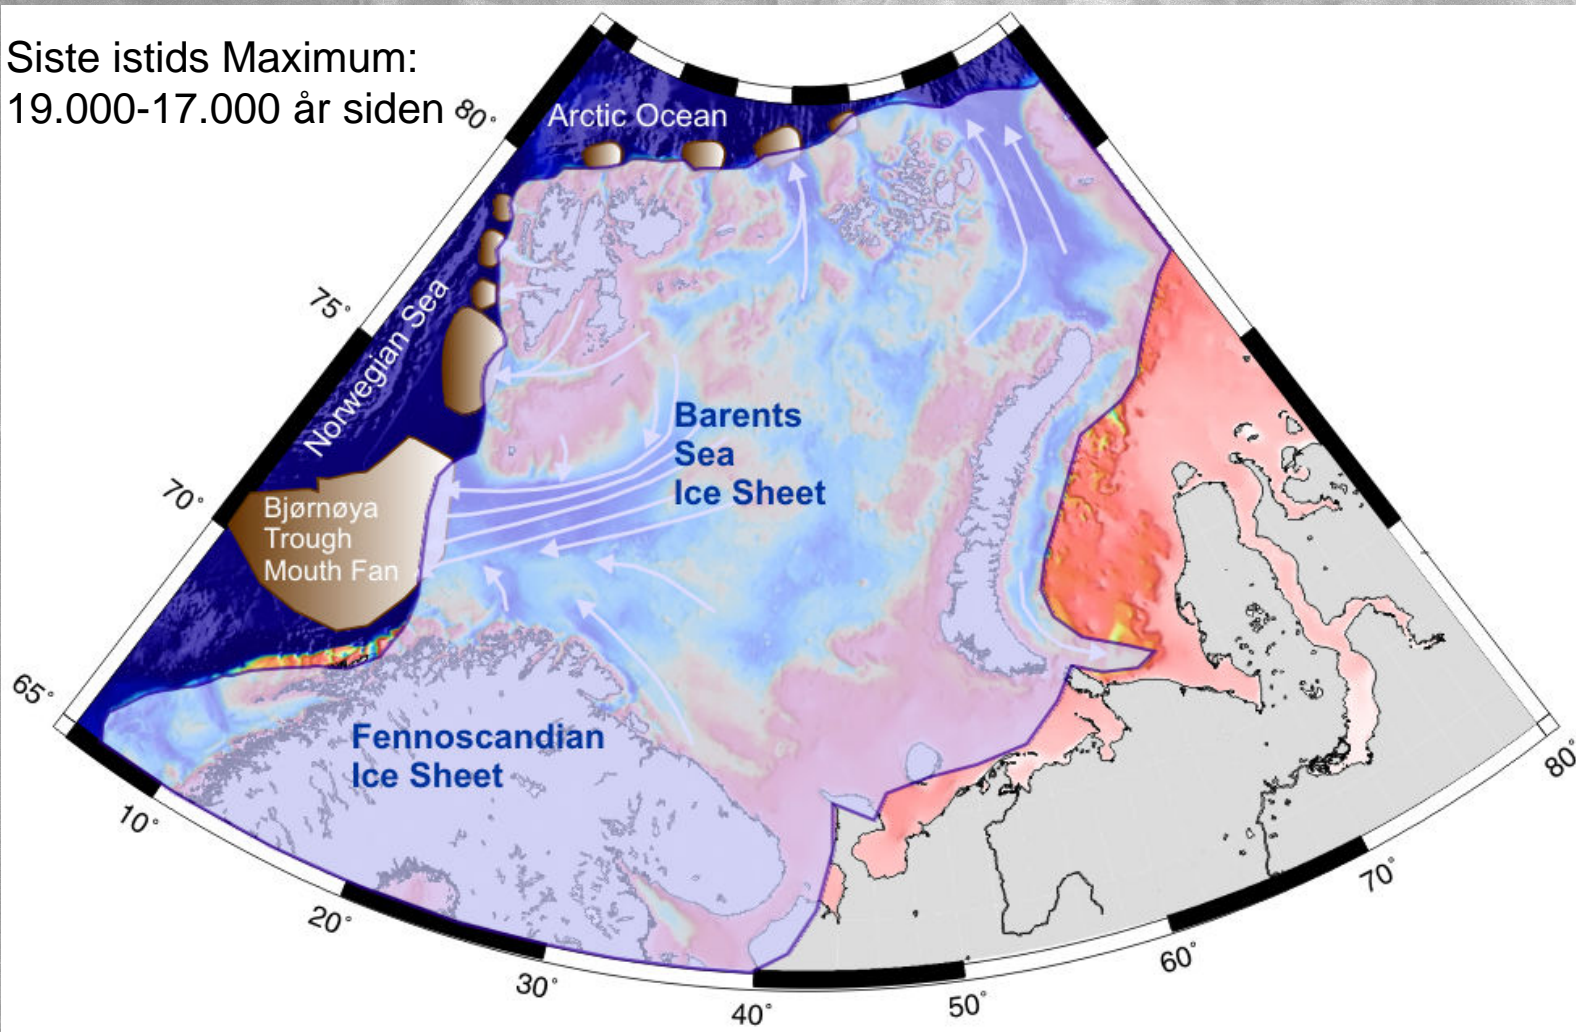 Siste istids Maximum:
19.000-17.000 år siden
80°
Arctic Ocean
75°
Norwegian Sea
Barents
Sea
Ice Sheet
70°
Bjørnøya
Trough
Mouth Fan
65°
Fennoscandian
Ice Sheet
10°
20°
30°
40°
50°
60°
70°
80°